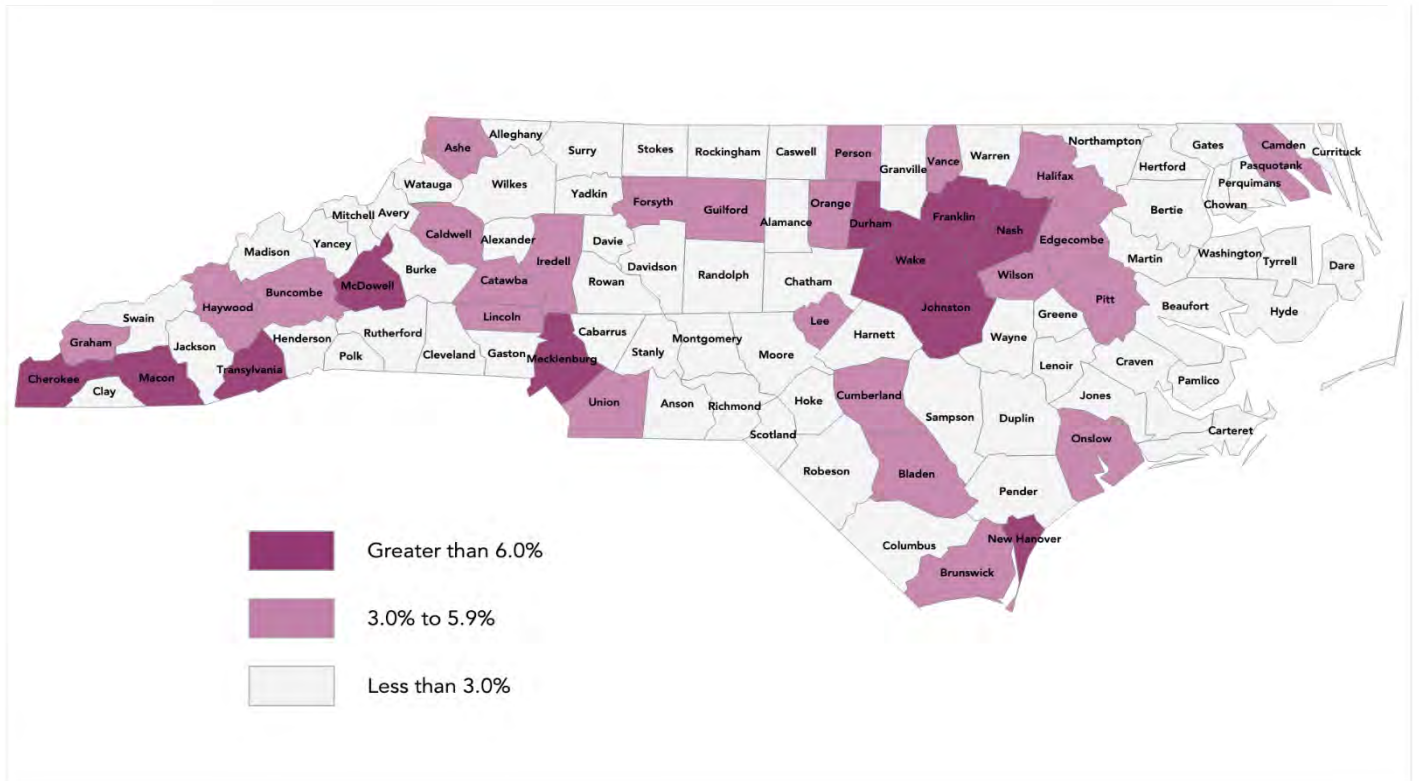 Ashe
Alleghany
Surry
Stokes
Rockingham
Caswell
Person
Granville
Vance
Warren
Northampton
Halifax
Hertford
Gates
Camden
Currituck
Pasquotank
Perquimans
Chowan
Bertie
Watauga
Wilkes
Yadkin
Forsyth
Guilford
Alamance
Orange
Durham
Franklin
Nash
Edgecombe
Martin
Washington
Tyrrell
Dare
Mitchell
Avery
Yancey
Madison
Caldwell
Alexander
Iredell
Davie
Davidson
Rowan
Randolph
Chatham
Wake
Wilson
Pitt
Beaufort
Hyde
McDowell
Burke
Catawba
Buncombe
Haywood
Swain
Graham
Jackson
Henderson
Rutherford
Polk
Cleveland
Lincoln
Gaston
Mecklenburg
Cabarrus
Stanly
Montgomery
Moore
Lee
Harnett
Johnston
Wayne
Greene
Lenoir
Craven
Pamlico
Cherokee
Clay
Macon
Transylvania
Union
Anson
Richmond
Scotland
Hoke
Cumberland
Sampson
Duplin
Jones
Carteret
Onslow
Robeson
Bladen
Pender
Columbus
Brunswick
New Hanover
Greater than 6.0%
3.0% to 5.9%
Less than 3.0%